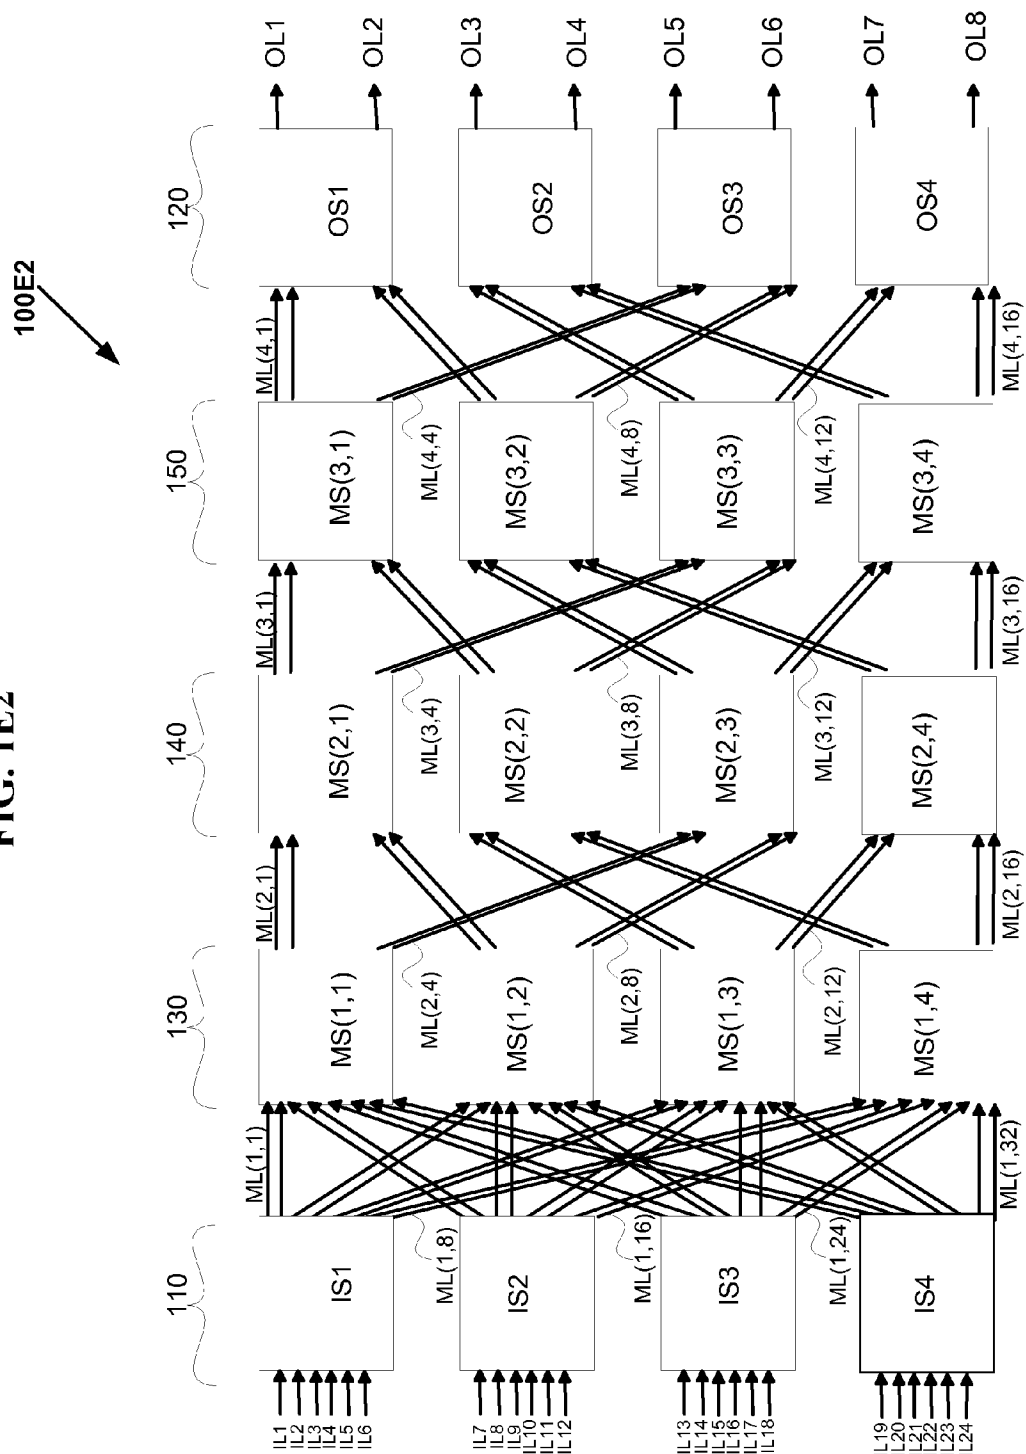 FIG. 1E2
100E2
110
130
140
150
120
IL1
IL2
IL3
IL4
IL5
IL6
IL7
IL8
IL9
IL10
IL11
IL12
IL13
IL14
IL15
IL16
IL17
IL18
L19
L20
L21
L22
L23
L24
IS1
IS2
IS3
IS4
ML(1,1)
ML(1,8)
ML(1,16)
ML(1,24)
ML(1,32)
MS(1,1)
MS(1,2)
MS(1,3)
MS(1,4)
ML(2,1)
ML(2,4)
ML(2,8)
ML(2,12)
ML(2,16)
MS(2,1)
MS(2,2)
MS(2,3)
MS(2,4)
ML(3,1)
ML(3,4)
ML(3,8)
ML(3,12)
ML(3,16)
MS(3,1)
MS(3,2)
MS(3,3)
MS(3,4)
ML(4,1)
ML(4,4)
ML(4,8)
ML(4,12)
ML(4,16)
OS1
OS2
OS3
OS4
OL1
OL2
OL3
OL4
OL5
OL6
OL7
OL8